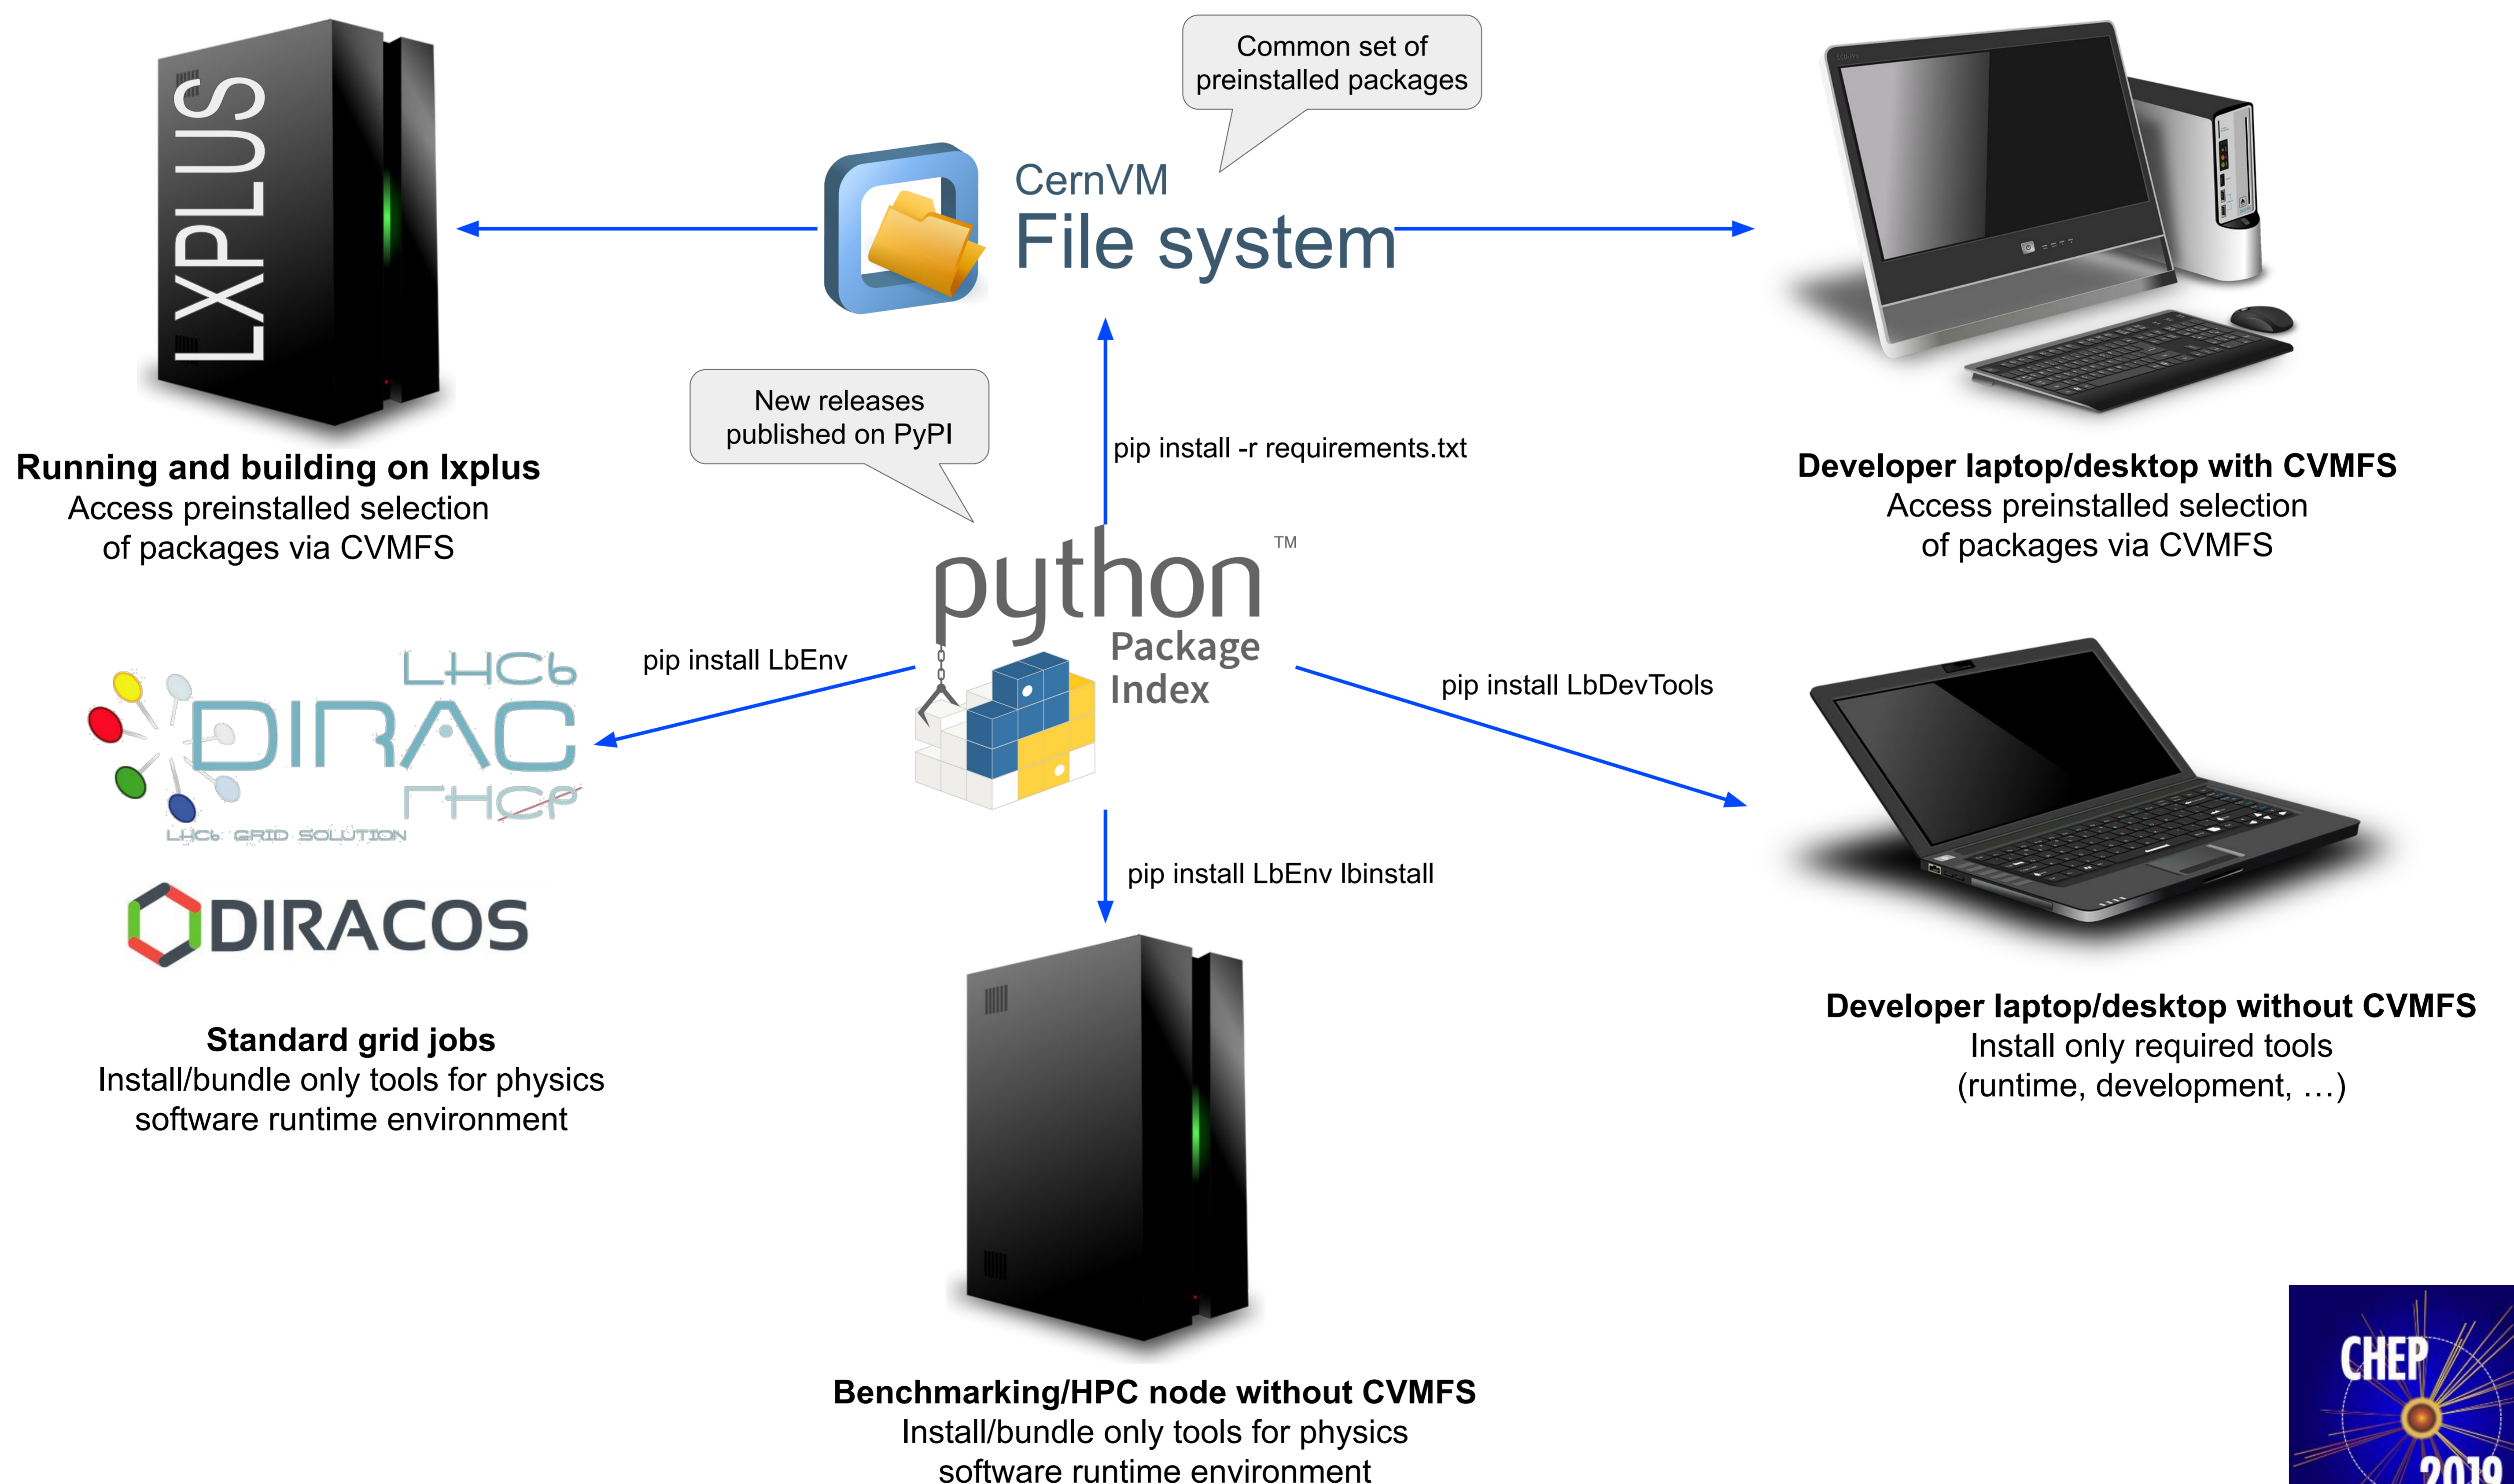 LXPLUS
Common set of
preinstalled packages
CernVM
File system
Running and building on lxplus
Access preinstalled selection
of packages via CVMFS
New releases
published on PyPI
pip install -r requirements.txt
Developer laptop/desktop with CVMFS
Access preinstalled selection
of packages via CVMFS
python ™
Package
Index
pip install LbEnv
pip install LbDevTools
LHCb
DIRAC
LHCb GRID SOLUTION
DIRACOS
pip install LbEnv lbinstall
Standard grid jobs
Install/bundle only tools for physics
software runtime environment
Developer laptop/desktop without CVMFS
Install only required tools
(runtime, development, …)
Benchmarking/HPC node without CVMFS
Install/bundle only tools for physics
software runtime environment
CHEP
2019